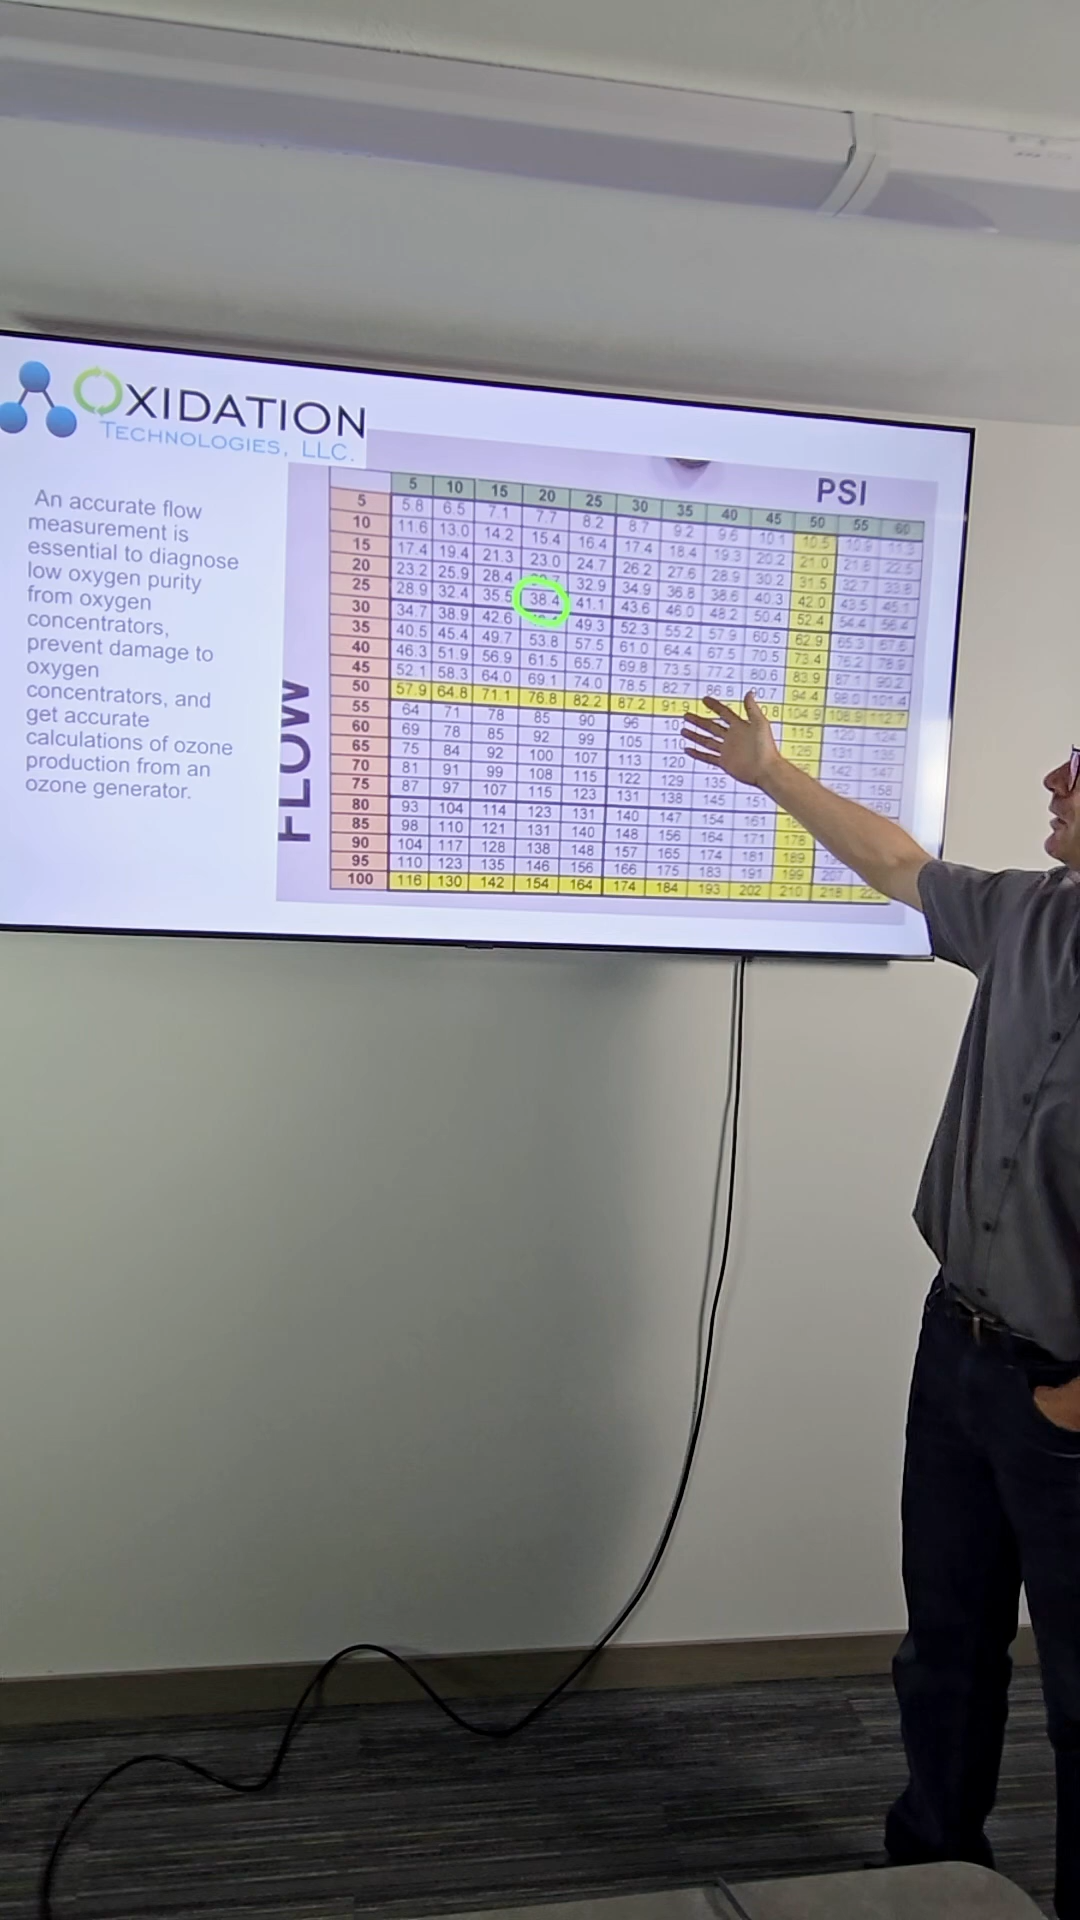 OXIDATION
TECHNOLOGIES, LLC.
An accurate flow
measurement is
essential to diagnose
low oxygen purity
from oxygen
concentrators,
prevent damage to
oxygen
concentrators, and
get accurate
calculations of ozone
production from an
ozone generator.
PSI
FLOW
5 10 15 20 25 30 35 40 45 50 55 60
5 5.8 6.5 7.1 7.7 8.2 8.7 9.2 9.6 10.1 10.5 10.9 11.3
10 11.6 13.0 14.2 15.4 16.4 17.4 18.4 19.3 20.2 21.0 21.8 22.5
15 17.4 19.4 21.3 23.0 24.7 26.2 27.6 28.9 30.2 31.5 32.7 33.8
20 23.2 25.9 28.4 32.9 34.9 36.8 38.6 40.3 42.0 43.5 45.1
25 28.9 32.4 35.5 38.4 41.1 43.6 46.0 48.2 50.4 52.4 54.4 56.4
30 34.7 38.9 42.6 49.3 52.3 55.2 57.9 60.5 62.9 65.3 67.6
35 40.5 45.4 49.7 53.8 57.5 61.0 64.4 67.5 70.5 73.4 76.2 78.9
40 46.3 51.9 56.9 61.5 65.7 69.8 73.5 77.2 80.6 83.9 87.1 90.2
45 52.1 58.3 64.0 69.1 74.0 78.5 82.7 86.8 90.7 94.4 98.0 101.4
50 57.9 64.8 71.1 76.8 82.2 87.2 91.9 104.9 108.9 112.7
55 64 71 78 85 90 96 115 120 124
60 69 78 85 92 99 105 110 126 131 135
65 75 84 92 100 107 113 120 142 147
70 81 91 99 108 115 122 129 135 158
75 87 97 107 115 123 131 138 145 151 169
80 93 104 114 123 131 140 147 154 161
85 98 110 121 131 140 148 156 164 171 178
90 104 117 128 138 148 157 165 174 181 189
95 110 123 135 146 156 166 175 183 191 199
100 116 130 142 154 164 174 184 193 202 210 218